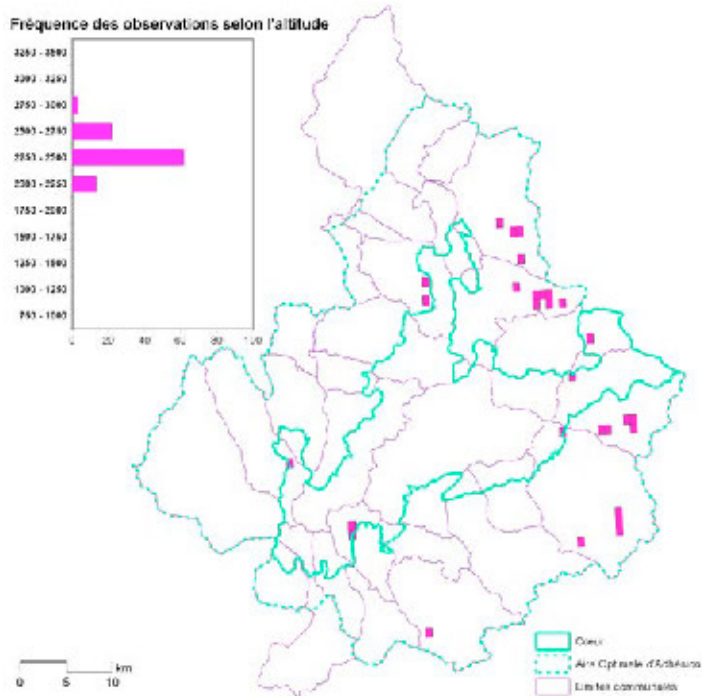 Fréquence des observations selon l'altitude
3250 - 3500
3000 - 3250
2750 - 3000
2500 - 2750
2250 - 2500
2000 - 2250
1750 - 2000
1500 - 1750
1250 - 1500
1000 - 1250
750 - 1000
0 20 40 60 80 100
Coeur
Aire Optimale d'Adhésion
Limites communales
km
0 5 10